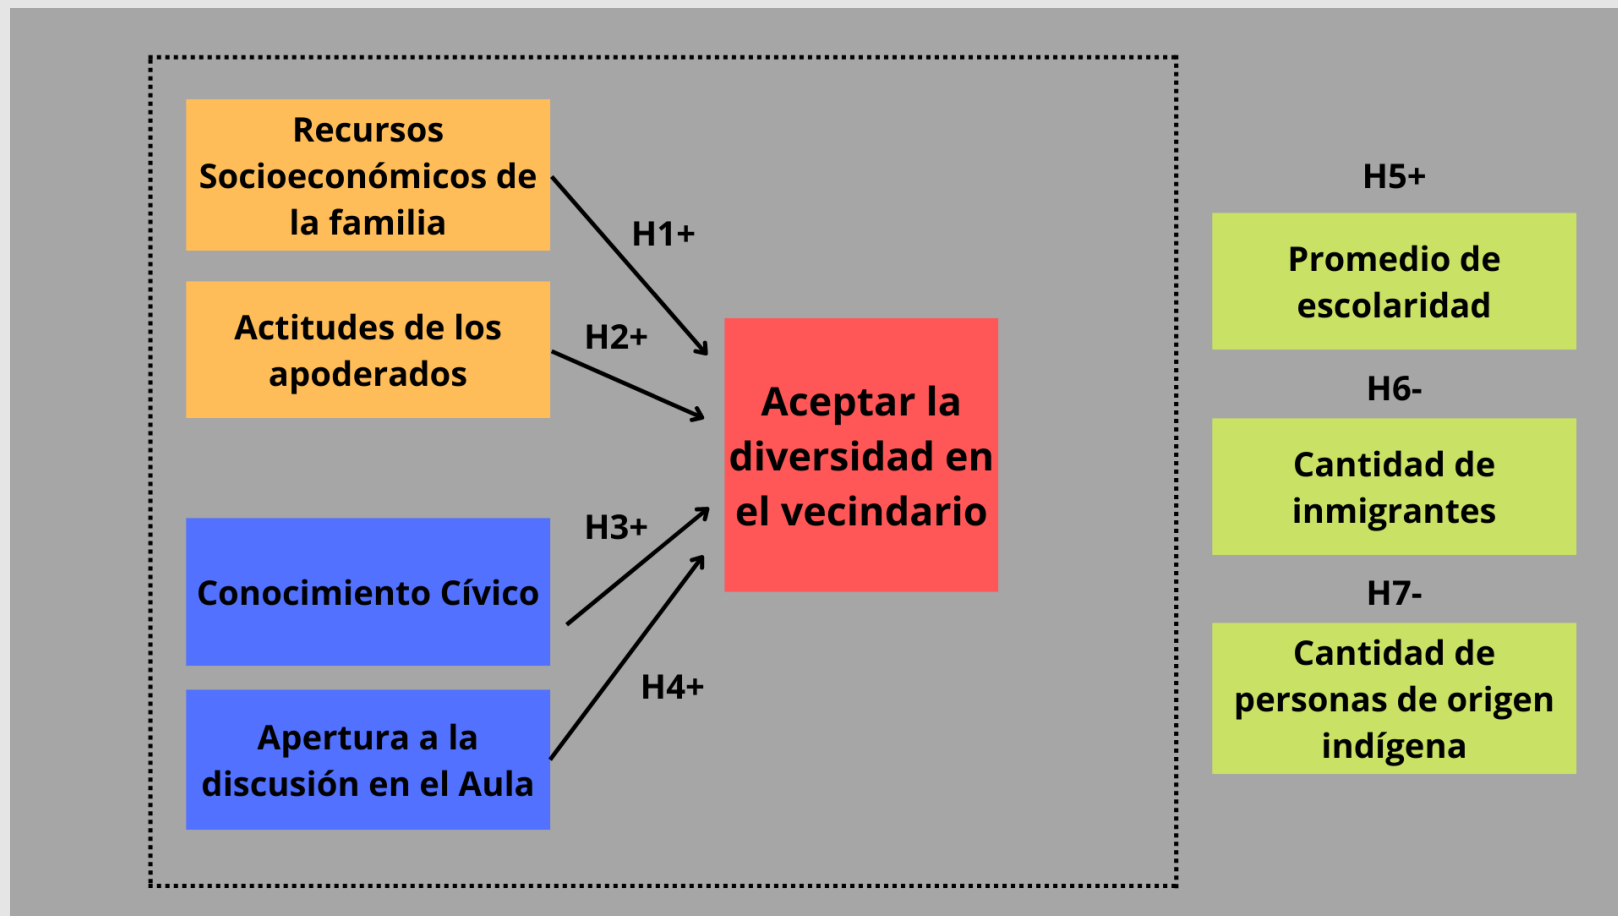 Recursos
Socioeconómicos de
la familia
H1+
Actitudes de los
apoderados
H2+
Aceptar la
diversidad en
el vecindario
H3+
Conocimiento Cívico
H4+
Apertura a la
discusión en el Aula
H5+
Promedio de
escolaridad
H6-
Cantidad de
inmigrantes
H7-
Cantidad de
personas de origen
indígena